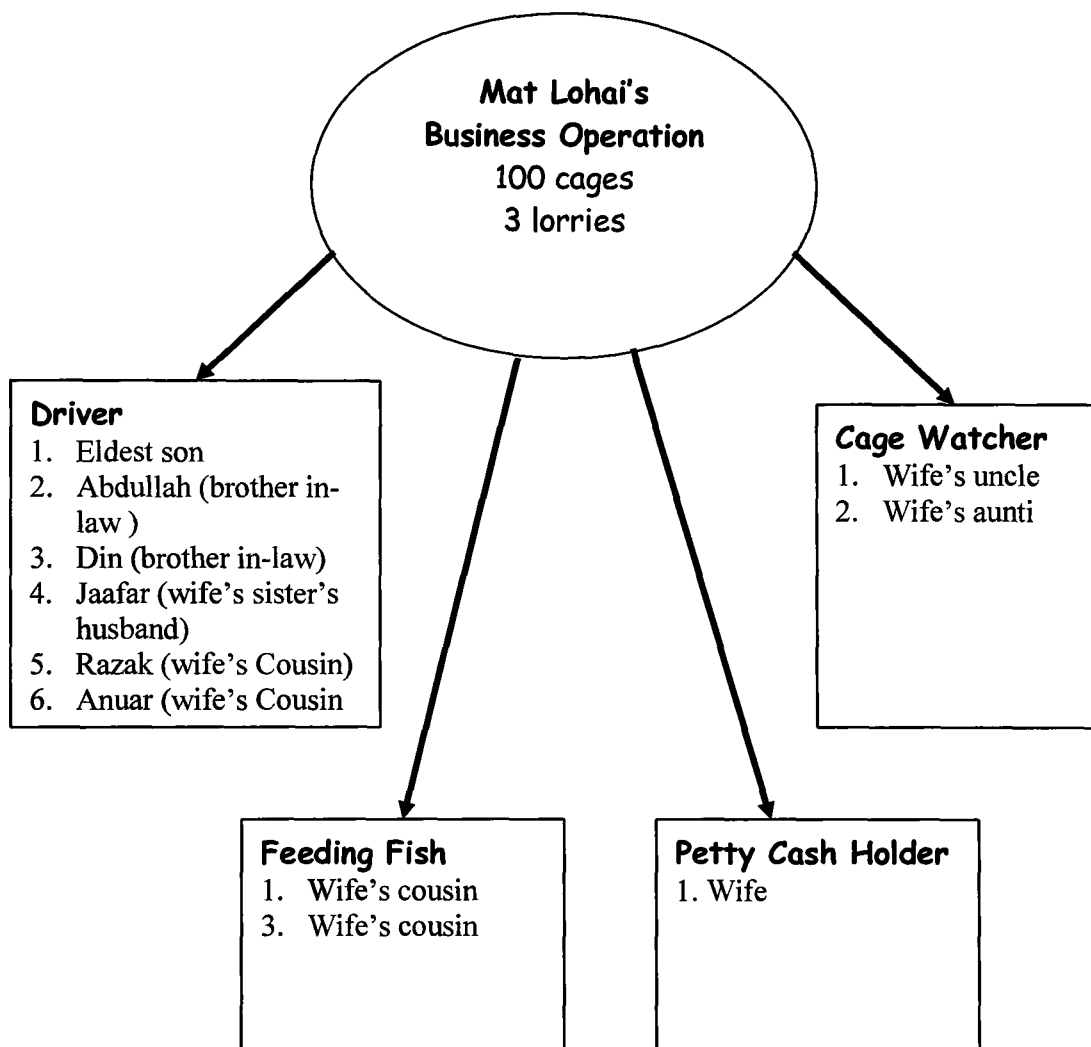 Mat Lohai's
Business Operation
100 cages
3 lorries
Driver
1. Eldest son
2. Abdullah (brother in-
law )
3. Din (brother in-law)
4. Jaafar (wife's sister's
husband)
5. Razak (wife's Cousin)
6. Anuar (wife's Cousin
Cage Watcher
1. Wife's uncle
2. Wife's aunti
Feeding Fish
1. Wife's cousin
3. Wife's cousin
Petty Cash Holder
1. Wife